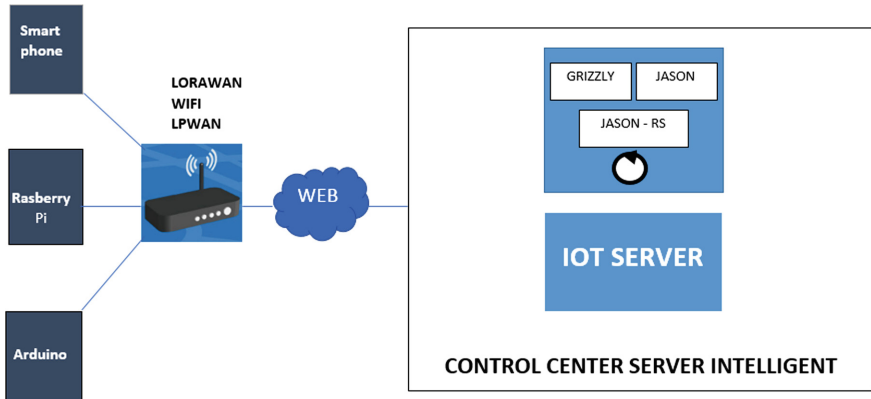 Smart
phone
LORAWAN
WIFI
LPWAN
Rasberry
Pi
Arduino
WEB
GRIZZLY
JASON
JASON - RS
IOT SERVER
CONTROL CENTER SERVER INTELLIGENT